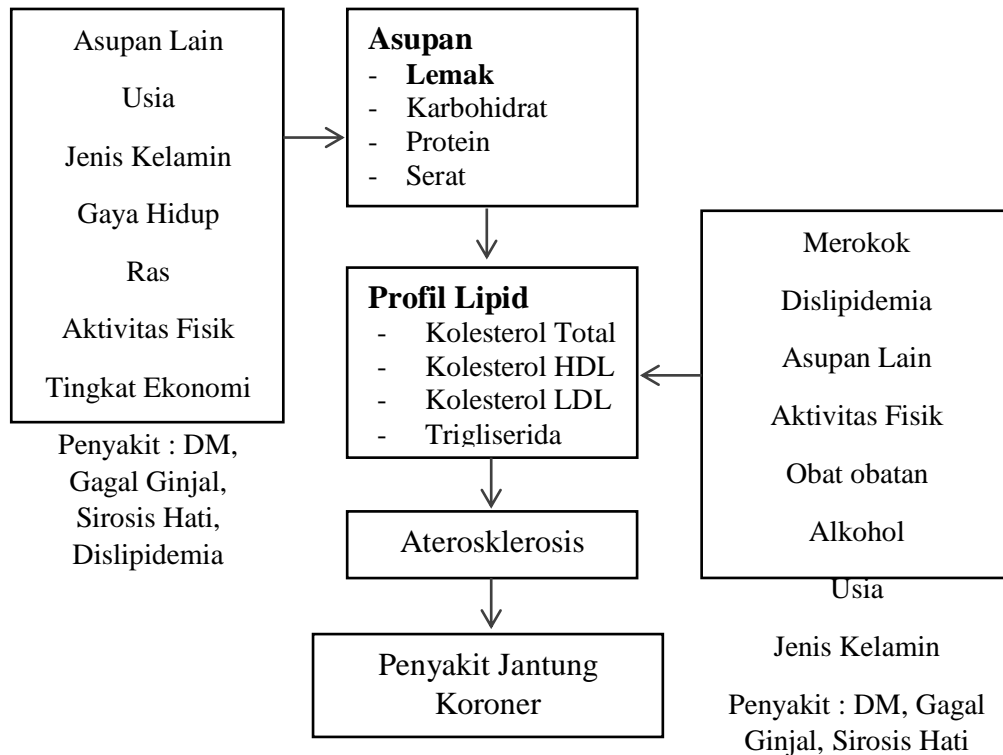 Asupan Lain
Usia
Jenis Kelamin
Gaya Hidup
Ras
Aktivitas Fisik
Tingkat Ekonomi
Penyakit : DM,
Gagal Ginjal,
Sirosis Hati,
Dislipidemia
Asupan
- Lemak
- Karbohidrat
- Protein
- Serat
Profil Lipid
- Kolesterol Total
- Kolesterol HDL
- Kolesterol LDL
- Trigliserida
Aterosklerosis
Penyakit Jantung
Koroner
Merokok
Dislipidemia
Asupan Lain
Aktivitas Fisik
Obat obatan
Alkohol
Usia
Jenis Kelamin
Penyakit : DM, Gagal
Ginjal, Sirosis Hati